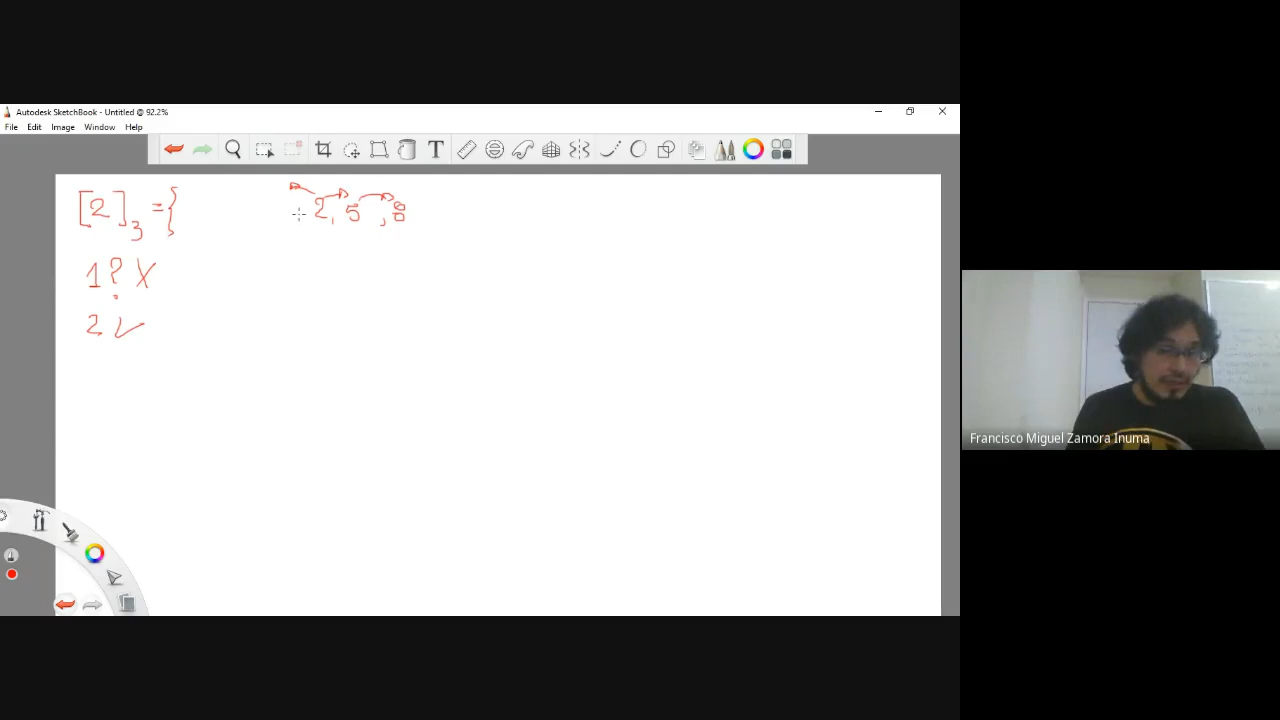 Autodesk SketchBook - Untitled @ 92.2%
File Edit Image Window Help
T
[2]₃ = { 2, 5, 8
1 ? X
2 ✓
Francisco Miguel Zamora Inuma